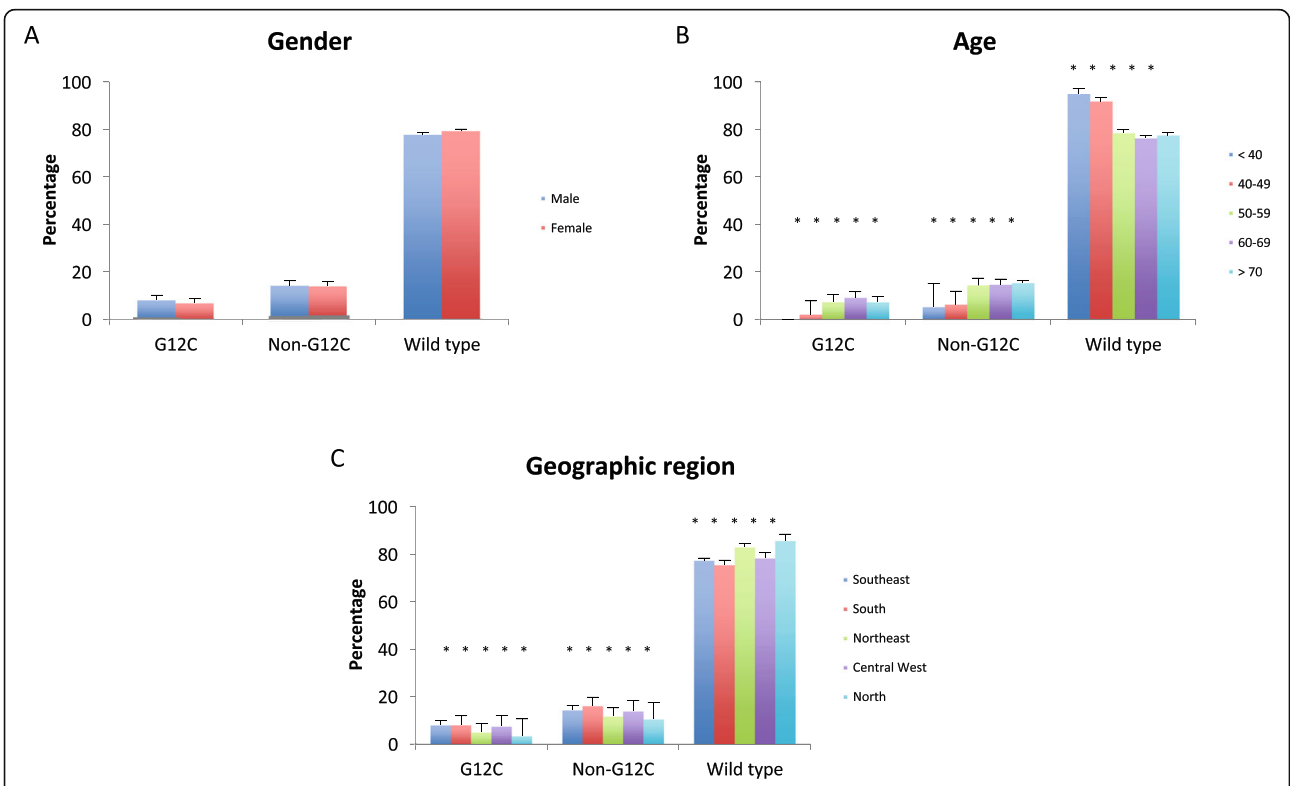 A
Gender
100
80
60
40
20
0
Percentage
G12C
Non-G12C
Wild type
Male
Female
B
Age
* * * * *
100
80
60
40
20
0
Percentage
* * * * *
* * * * *
G12C
Non-G12C
Wild type
< 40
40-49
50-59
60-69
> 70
C
Geographic region
100
80
60
40
20
0
Percentage
* * * * *
* * * * *
* * * * *
G12C
Non-G12C
Wild type
Southeast
South
Northeast
Central West
North